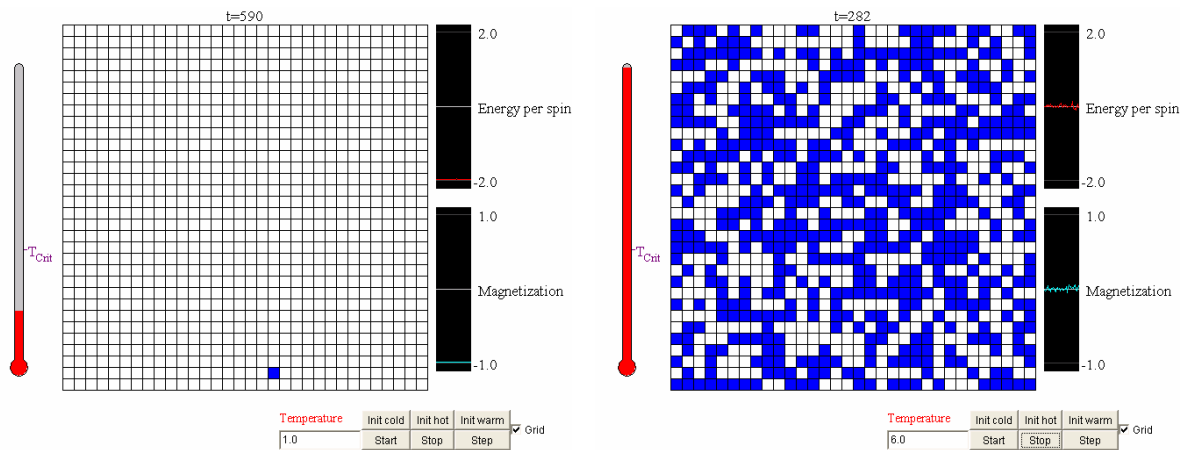 t=590
2.0
Energy per spin
-2.0
1.0
Magnetization
-1.0
TCrit
Temperature
Init cold Init hot Init warm
1.0 Start Stop Step
Grid
t=282
2.0
Energy per spin
-2.0
1.0
Magnetization
-1.0
TCrit
Temperature
Init cold Init hot Init warm
6.0 Start Stop Step
Grid